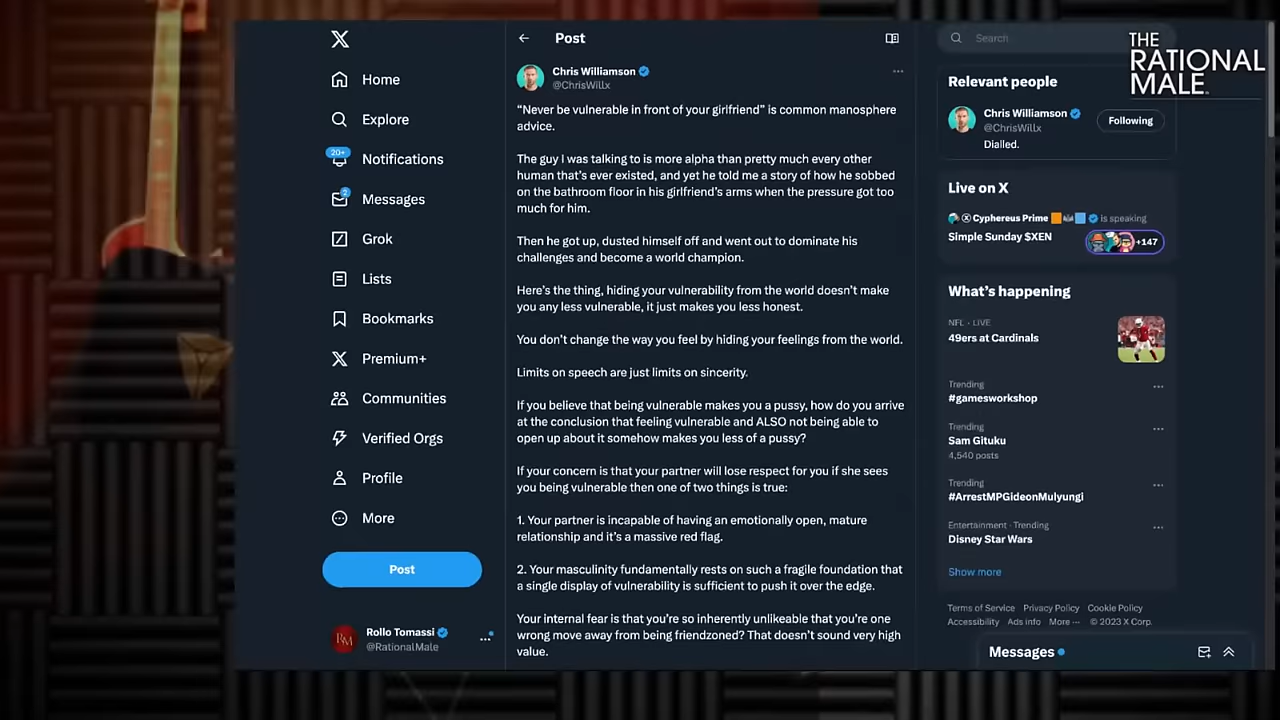 THE
RATIONAL
MALE
X
Home
Explore
20+
Notifications
2
Messages
Grok
Lists
Bookmarks
Premium+
Communities
Verified Orgs
Profile
More
Post
RM
Rollo Tomassi
@RationalMale
Post
Chris Williamson
@ChrisWillx
“Never be vulnerable in front of your girlfriend” is common manosphere
advice.
The guy I was talking to is more alpha than pretty much every other
human that’s ever existed, and yet he told me a story of how he sobbed
on the bathroom floor in his girlfriend’s arms when the pressure got too
much for him.
Then he got up, dusted himself off and went out to dominate his
challenges and become a world champion.
Here’s the thing, hiding your vulnerability from the world doesn’t make
you any less vulnerable, it just makes you less honest.
You don’t change the way you feel by hiding your feelings from the world.
Limits on speech are just limits on sincerity.
If you believe that being vulnerable makes you a pussy, how do you arrive
at the conclusion that feeling vulnerable and ALSO not being able to
open up about it somehow makes you less of a pussy?
If your concern is that your partner will lose respect for you if she sees
you being vulnerable then one of two things is true:
1. Your partner is incapable of having an emotionally open, mature
relationship and it’s a massive red flag.
2. Your masculinity fundamentally rests on such a fragile foundation that
a single display of vulnerability is sufficient to push it over the edge.
Your internal fear is that you’re so inherently unlikeable that you’re one
wrong move away from being friendzoned? That doesn’t sound very high
value.
Search
Relevant people
Chris Williamson
@ChrisWillx
Following
Dialled.
Live on X
Cyphereus Prime is speaking
Simple Sunday $XEN
+147
What’s happening
NFL · LIVE
49ers at Cardinals
Trending
#gamesworkshop
Trending
Sam Gituku
4,540 posts
Trending
#ArrestMPGideonMulyungi
Entertainment · Trending
Disney Star Wars
Show more
Terms of Service Privacy Policy Cookie Policy
Accessibility Ads info More ··· © 2023 X Corp.
Messages